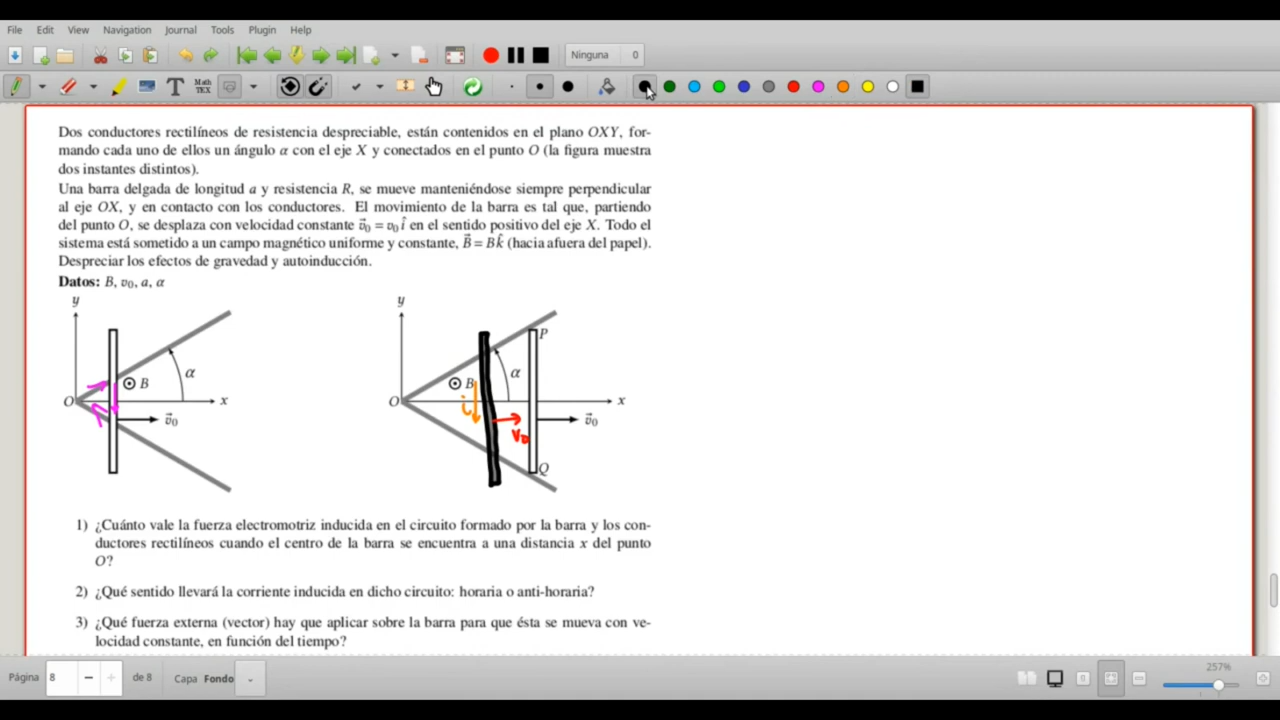 File Edit View Navigation Journal Tools Plugin Help
Ninguna 0
T Math TEX
Dos conductores rectilíneos de resistencia despreciable, están contenidos en el plano OXY, for-
mando cada uno de ellos un ángulo α con el eje X y conectados en el punto O (la figura muestra
dos instantes distintos).
Una barra delgada de longitud a y resistencia R, se mueve manteniéndose siempre perpendicular
al eje OX, y en contacto con los conductores. El movimiento de la barra es tal que, partiendo
del punto O, se desplaza con velocidad constante v⃗₀ = v₀î en el sentido positivo del eje X. Todo el
sistema está sometido a un campo magnético uniforme y constante, B⃗ = Bk̂ (hacia afuera del papel).
Despreciar los efectos de gravedad y autoinducción.
Datos: B, v₀, a, α
y
α
B
O
x
v⃗₀
y
P
α
B
i
O
x
v₀
v⃗₀
Q
1) ¿Cuánto vale la fuerza electromotriz inducida en el circuito formado por la barra y los con-
ductores rectilíneos cuando el centro de la barra se encuentra a una distancia x del punto
O?
2) ¿Qué sentido llevará la corriente inducida en dicho circuito: horaria o anti-horaria?
3) ¿Qué fuerza externa (vector) hay que aplicar sobre la barra para que ésta se mueva con ve-
locidad constante, en función del tiempo?
Página 8 de 8 Capa Fondo
257%